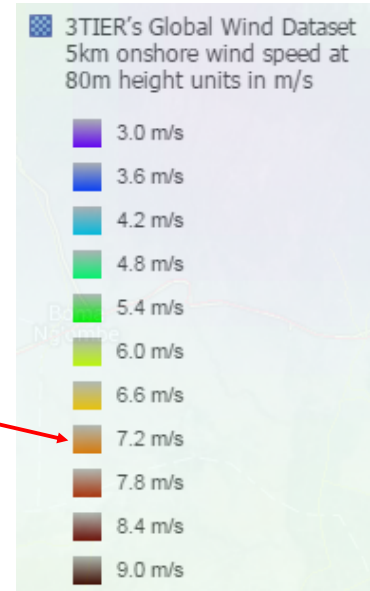 3TIER's Global Wind Dataset
5km onshore wind speed at
80m height units in m/s
3.0 m/s
3.6 m/s
4.2 m/s
4.8 m/s
5.4 m/s
6.0 m/s
6.6 m/s
7.2 m/s
7.8 m/s
8.4 m/s
9.0 m/s